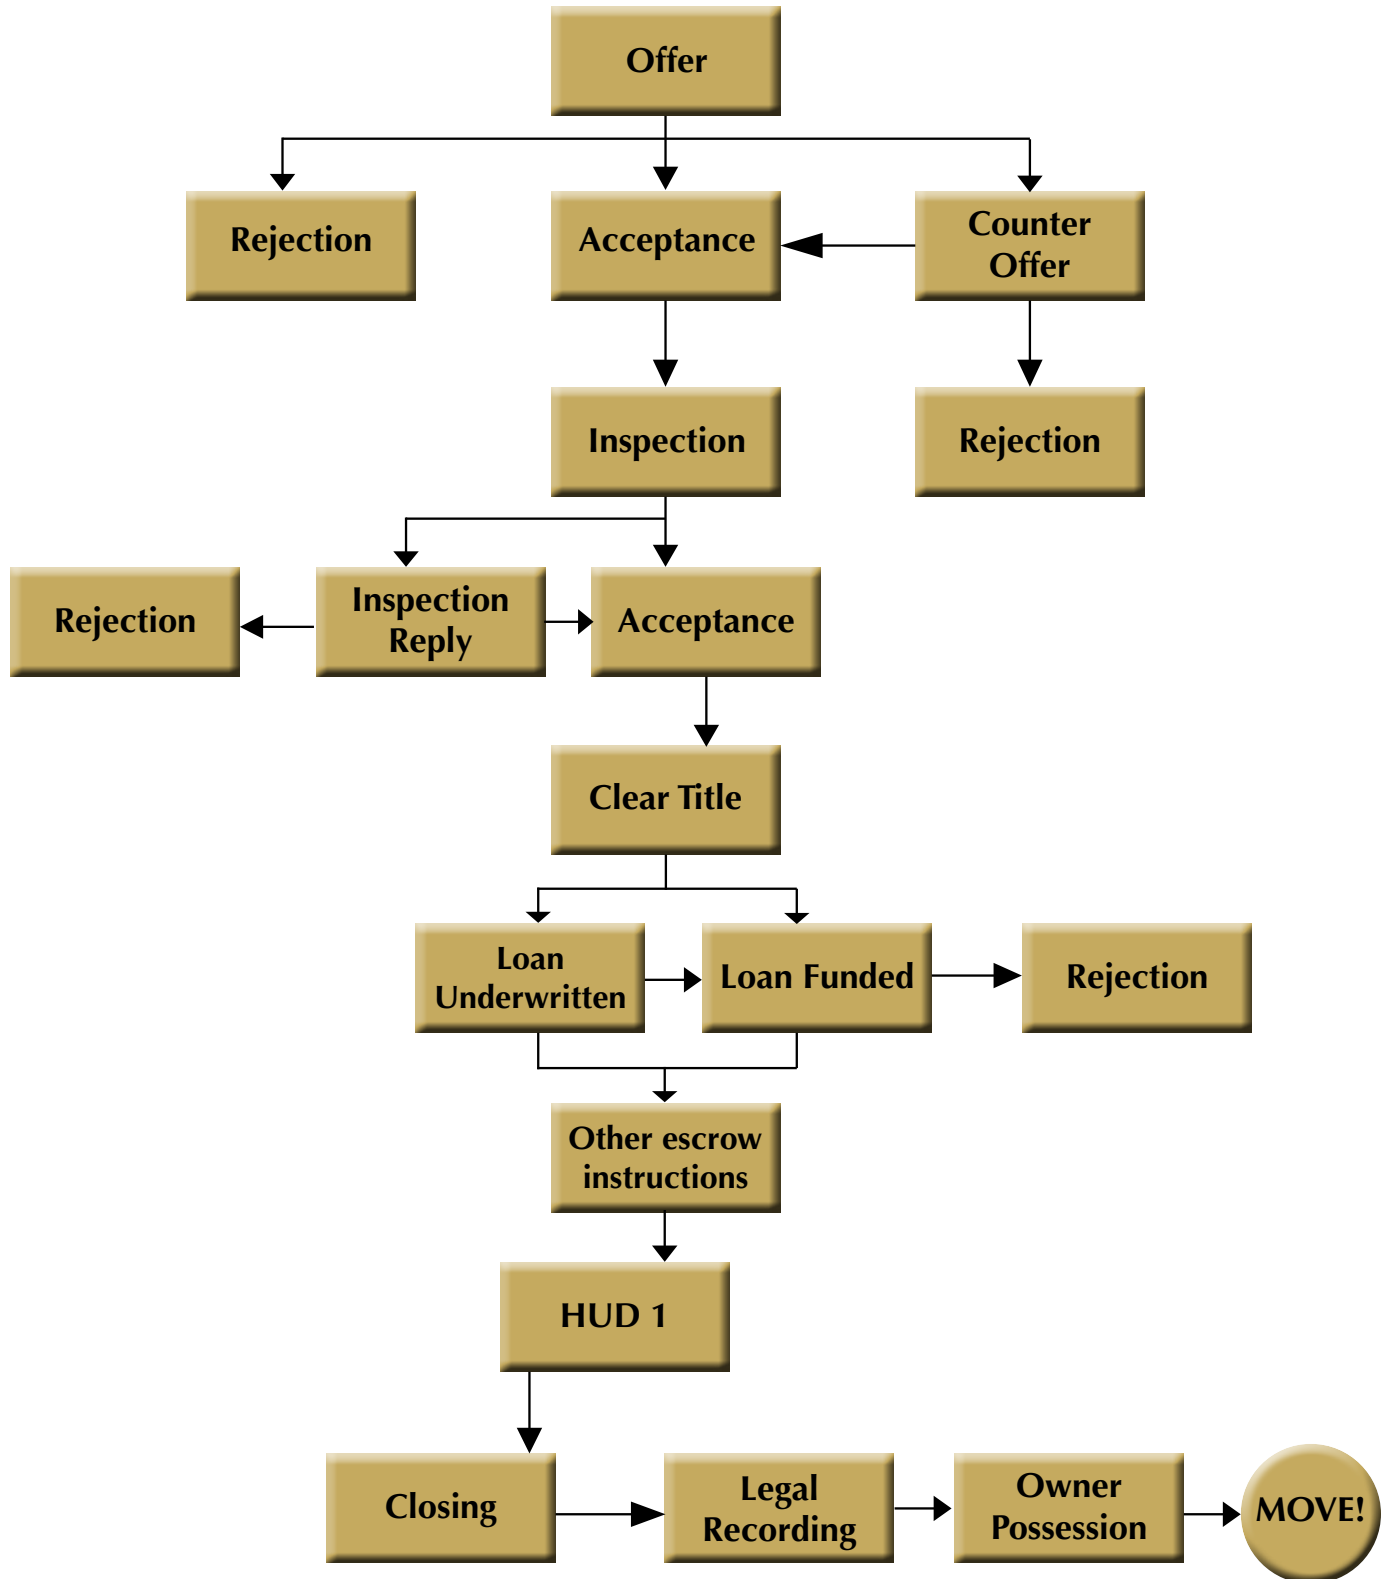 Offer
Rejection
Acceptance
Counter
Offer
Inspection
Rejection
Rejection
Inspection
Reply
Acceptance
Clear Title
Loan
Underwritten
Loan Funded
Rejection
Other escrow
instructions
HUD 1
Closing
Legal
Recording
Owner
Possession
MOVE!